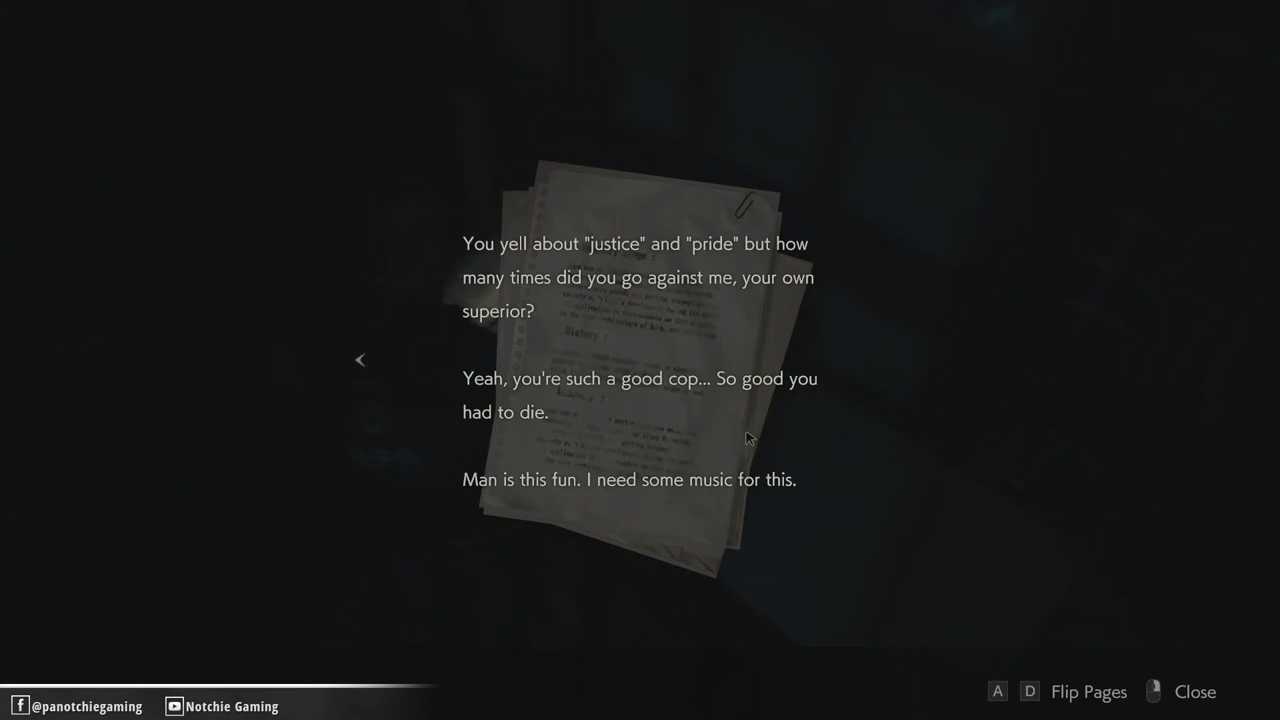 You yell about "justice" and "pride" but how
many times did you go against me, your own
superior?
Yeah, you're such a good cop... So good you
had to die.
Man is this fun. I need some music for this.
A D Flip Pages Close
f @panotchiegaming Notchie Gaming